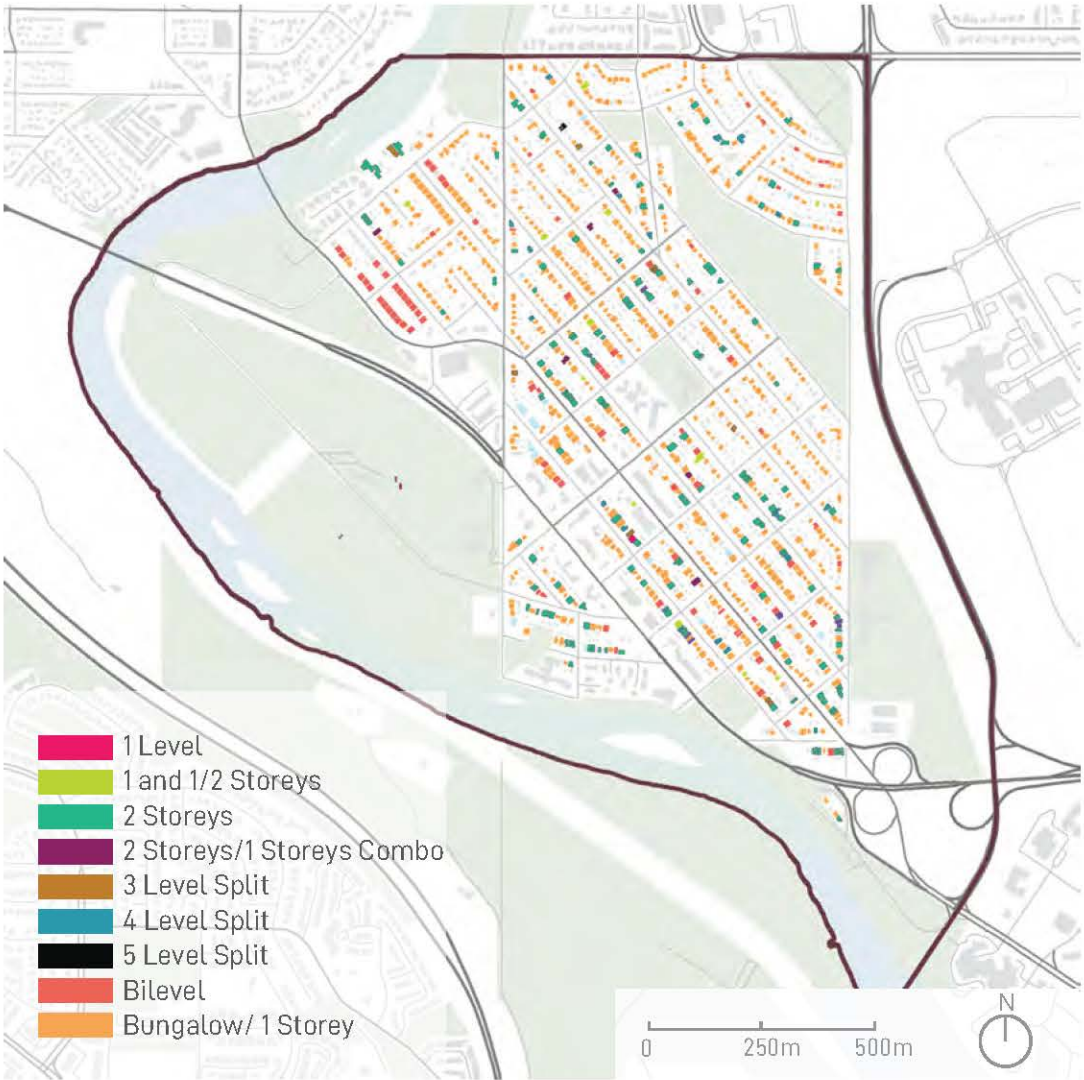 1 Level
1 and 1/2 Storeys
2 Storeys
2 Storeys/1 Storeys Combo
3 Level Split
4 Level Split
5 Level Split
Bilevel
Bungalow/ 1 Storey
N
0 250m 500m